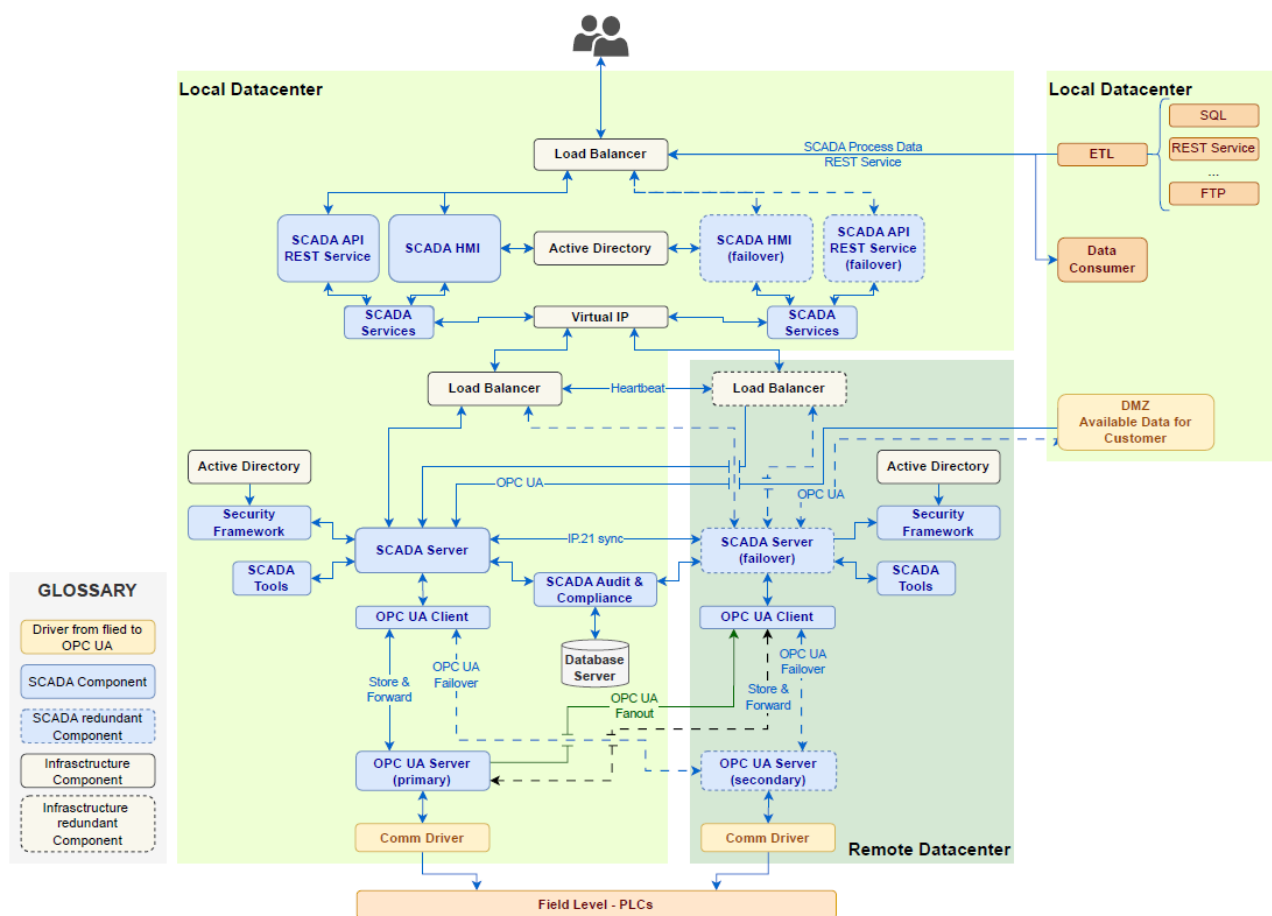 Local Datacenter
Local Datacenter
SQL
REST Service
...
FTP
ETL
Load Balancer
SCADA Process Data
REST Service
SCADA API
REST Service
SCADA HMI
Active Directory
SCADA HMI
(failover)
SCADA API
REST Service
(failover)
Data
Consumer
SCADA
Services
Virtual IP
SCADA
Services
Load Balancer
Heartbeat
Load Balancer
DMZ
Available Data for
Customer
Active Directory
OPC UA
OPC UA
Active Directory
Security
Framework
Security
Framework
SCADA Server
IP.21 sync
SCADA Server
(failover)
SCADA
Tools
SCADA Audit &
Compliance
SCADA
Tools
OPC UA Client
OPC UA Client
Database
Server
Store &
Forward
OPC UA
Failover
OPC UA
Fanout
Store &
Forward
OPC UA
Failover
OPC UA Server
(primary)
OPC UA Server
(secondary)
Comm Driver
Comm Driver
Remote Datacenter
Field Level - PLCs
GLOSSARY
Driver from flied to
OPC UA
SCADA Component
SCADA redundant
Component
Infrasctructure
Component
Infrasctructure
redundant
Component